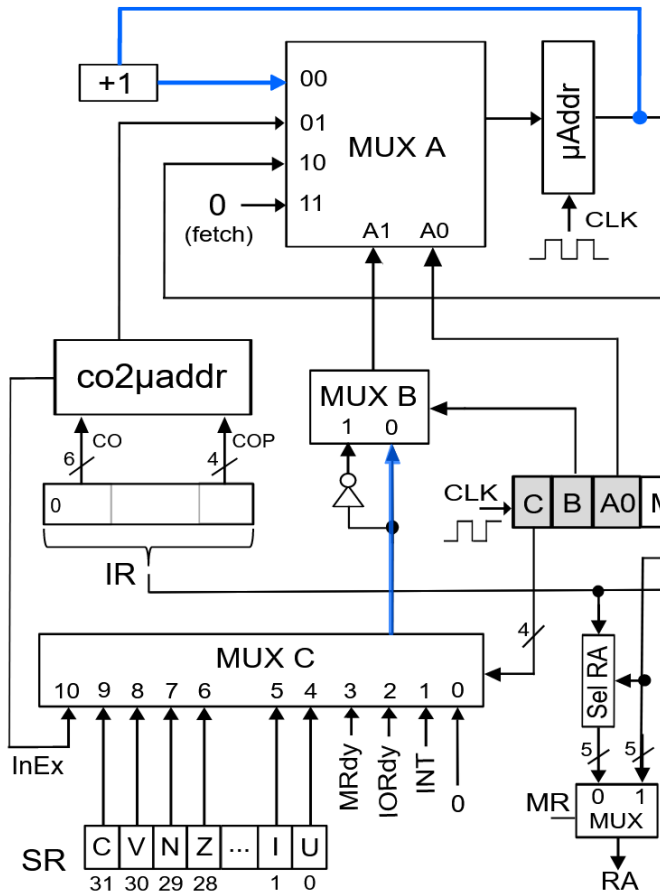 +1
00
01
10
11
MUX A
A1 A0
µAddr
CLK
0
(fetch)
co2µaddr
6 CO
4 COP
0
IR
MUX B
1 0
CLK
C B A0 M
4
MUX C
10 9 8 7 6 5 4 3 2 1 0
InEx
MRdy
IORdy
INT
0
Sel RA
5 5
MR
0 1
MUX
RA
SR
C V N Z ... I U
31 30 29 28 1 0